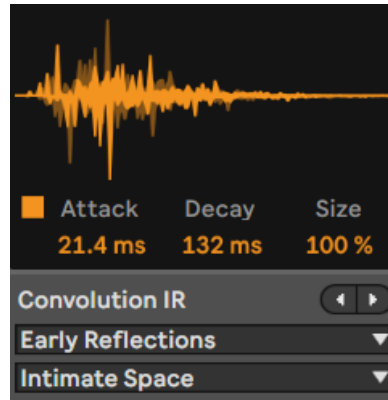 Attack Decay Size
21.4 ms 132 ms 100 %
Convolution IR
Early Reflections
Intimate Space